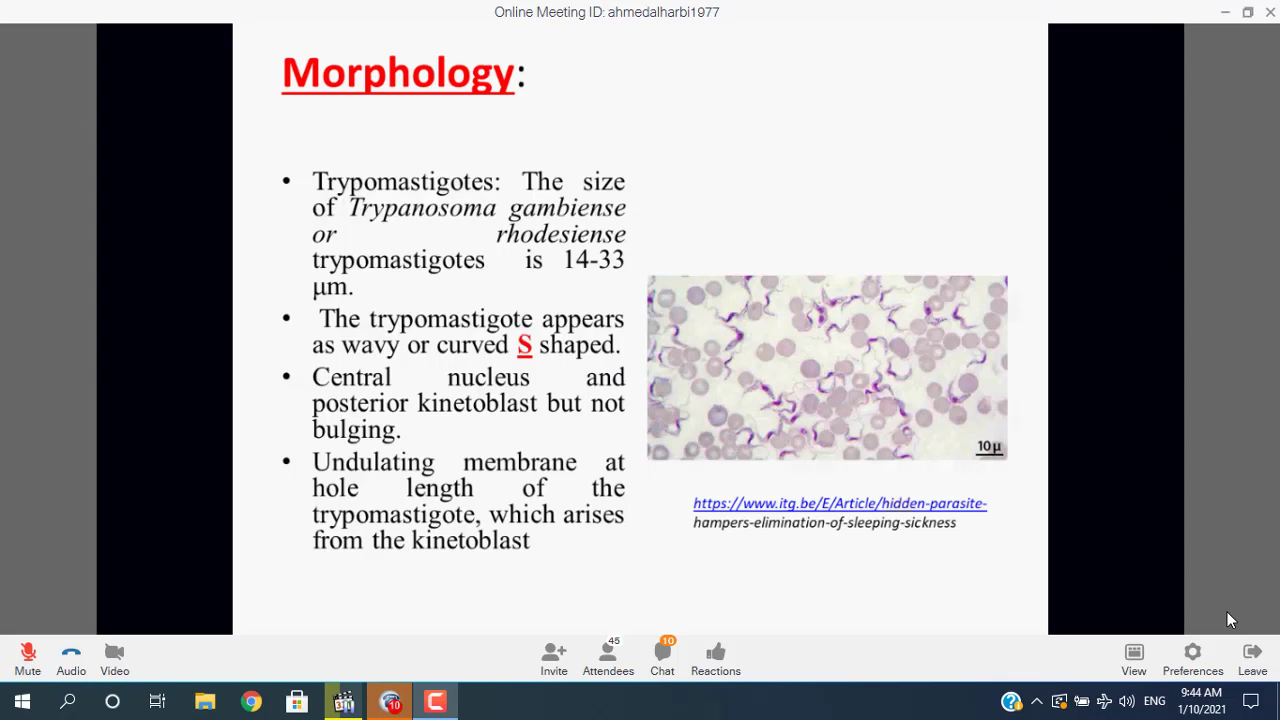 Online Meeting ID: ahmedalharbi1977
Morphology:
• Trypomastigotes: The size
of Trypanosoma gambiense
or rhodesiense
trypomastigotes is 14-33
μm.
• The trypomastigote appears
as wavy or curved S shaped.
• Central nucleus and
posterior kinetoblast but not
bulging.
• Undulating membrane at
hole length of the
trypomastigote, which arises
from the kinetoblast
10μ
https://www.itg.be/E/Article/hidden-parasite-
hampers-elimination-of-sleeping-sickness
45
10
Mute Audio Video Invite Attendees Chat Reactions View Preferences Leave
10
ENG
9:44 AM
1/10/2021